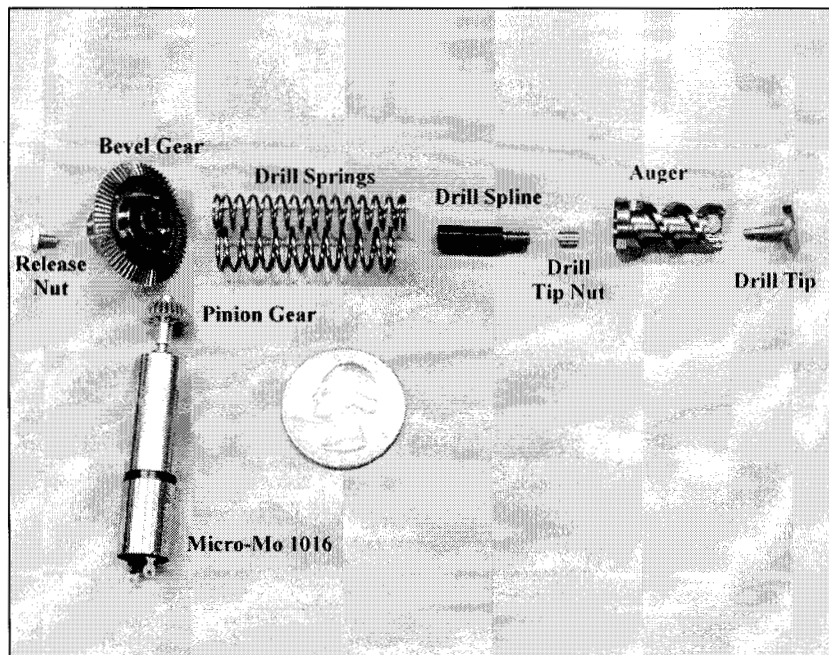 Bevel Gear
Drill Springs
Drill Spline
Auger
Release
Nut
Drill
Tip Nut
Drill Tip
Pinion Gear
Micro-Mo 1016